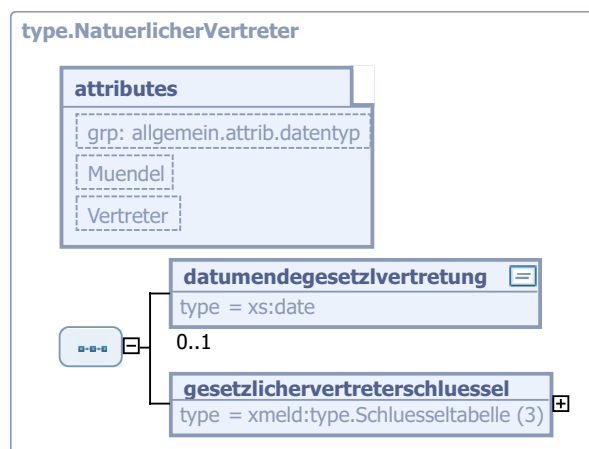 type.NatuerlicherVertreter
attributes
grp: allgemein.attrib.datentyp
Muendel
Vertreter
datumendegesetzlvertretung
type = xs:date
0..1
gesetzlichervertreterschluessel
type = xmeld:type.Schluesseltabelle (3)